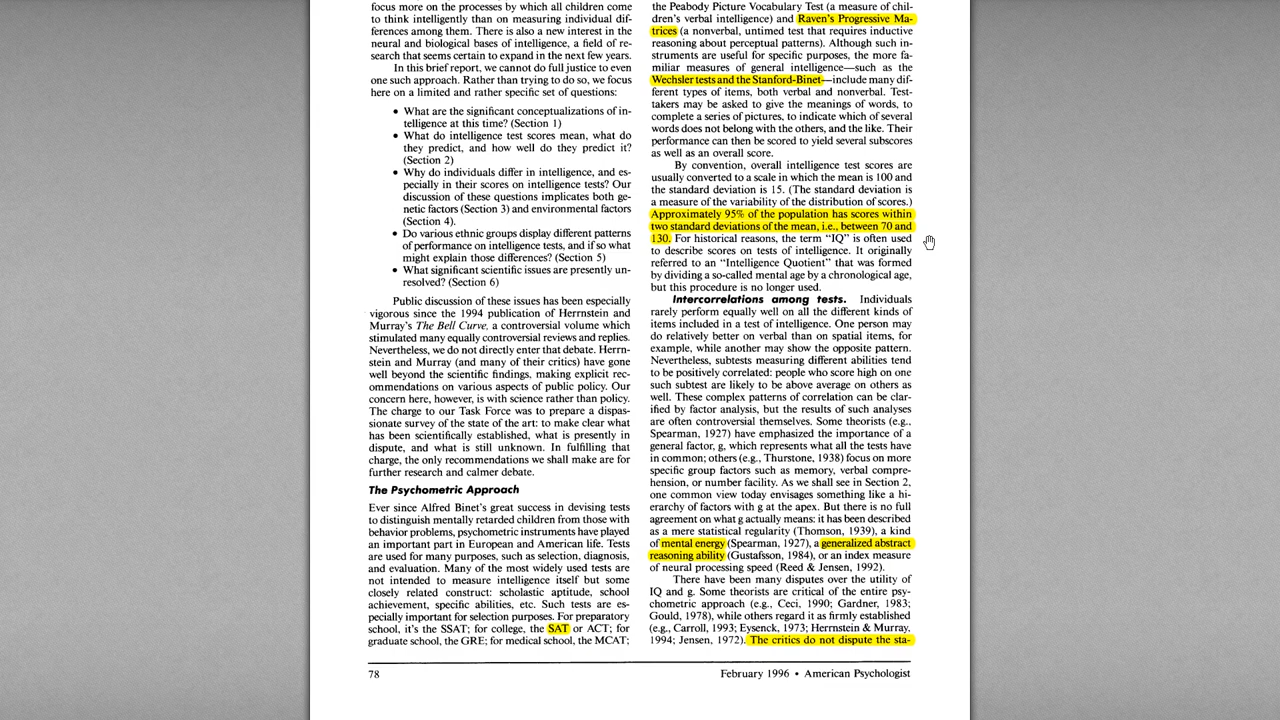 focus more on the processes by which all children come
to think intelligently than on measuring individual dif-
ferences among them. There is also a new interest in the
neural and biological bases of intelligence, a field of re-
search that seems certain to expand in the next few years.
In this brief report, we cannot do full justice to even
one such approach. Rather than trying to do so, we focus
here on a limited and rather specific set of questions:
• What are the significant conceptualizations of in-
telligence at this time? (Section 1)
• What do intelligence test scores mean, what do
they predict, and how well do they predict it?
(Section 2)
• Why do individuals differ in intelligence, and es-
pecially in their scores on intelligence tests? Our
discussion of these questions implicates both ge-
netic factors (Section 3) and environmental factors
(Section 4).
• Do various ethnic groups display different patterns
of performance on intelligence tests, and if so what
might explain those differences? (Section 5)
• What significant scientific issues are presently un-
resolved? (Section 6)
Public discussion of these issues has been especially
vigorous since the 1994 publication of Herrnstein and
Murray's The Bell Curve, a controversial volume which
stimulated many equally controversial reviews and replies.
Nevertheless, we do not directly enter that debate. Herrn-
stein and Murray (and many of their critics) have gone
well beyond the scientific findings, making explicit rec-
ommendations on various aspects of public policy. Our
concern here, however, is with science rather than policy.
The charge to our Task Force was to prepare a dispas-
sionate survey of the state of the art: to make clear what
has been scientifically established, what is presently in
dispute, and what is still unknown. In fulfilling that
charge, the only recommendations we shall make are for
further research and calmer debate.
The Psychometric Approach
Ever since Alfred Binet's great success in devising tests
to distinguish mentally retarded children from those with
behavior problems, psychometric instruments have played
an important part in European and American life. Tests
are used for many purposes, such as selection, diagnosis,
and evaluation. Many of the most widely used tests are
not intended to measure intelligence itself but some
closely related construct: scholastic aptitude, school
achievement, specific abilities, etc. Such tests are es-
pecially important for selection purposes. For preparatory
school, it's the SSAT; for college, the SAT or ACT; for
graduate school, the GRE; for medical school, the MCAT;
the Peabody Picture Vocabulary Test (a measure of chil-
dren's verbal intelligence) and Raven's Progressive Ma-
trices (a nonverbal, untimed test that requires inductive
reasoning about perceptual patterns). Although such in-
struments are useful for specific purposes, the more fa-
miliar measures of general intelligence—such as the
Wechsler tests and the Stanford-Binet—include many dif-
ferent types of items, both verbal and nonverbal. Test-
takers may be asked to give the meanings of words, to
complete a series of pictures, to indicate which of several
words does not belong with the others, and the like. Their
performance can then be scored to yield several subscores
as well as an overall score.
By convention, overall intelligence test scores are
usually converted to a scale in which the mean is 100 and
the standard deviation is 15. (The standard deviation is
a measure of the variability of the distribution of scores.)
Approximately 95% of the population has scores within
two standard deviations of the mean, i.e., between 70 and
130. For historical reasons, the term "IQ" is often used
to describe scores on tests of intelligence. It originally
referred to an "Intelligence Quotient" that was formed
by dividing a so-called mental age by a chronological age,
but this procedure is no longer used.
Intercorrelations among tests. Individuals
rarely perform equally well on all the different kinds of
items included in a test of intelligence. One person may
do relatively better on verbal than on spatial items, for
example, while another may show the opposite pattern.
Nevertheless, subtests measuring different abilities tend
to be positively correlated: people who score high on one
such subtest are likely to be above average on others as
well. These complex patterns of correlation can be clar-
ified by factor analysis, but the results of such analyses
are often controversial themselves. Some theorists (e.g.,
Spearman, 1927) have emphasized the importance of a
general factor, g, which represents what all the tests have
in common; others (e.g., Thurstone, 1938) focus on more
specific group factors such as memory, verbal compre-
hension, or number facility. As we shall see in Section 2,
one common view today envisages something like a hi-
erarchy of factors with g at the apex. But there is no full
agreement on what g actually means: it has been described
as a mere statistical regularity (Thomson, 1939), a kind
of mental energy (Spearman, 1927), a generalized abstract
reasoning ability (Gustafsson, 1984), or an index measure
of neural processing speed (Reed & Jensen, 1992).
There have been many disputes over the utility of
IQ and g. Some theorists are critical of the entire psy-
chometric approach (e.g., Ceci, 1990; Gardner, 1983;
Gould, 1978), while others regard it as firmly established
(e.g., Carroll, 1993; Eysenck, 1973; Herrnstein & Murray,
1994; Jensen, 1972). The critics do not dispute the sta-
78
February 1996 • American Psychologist